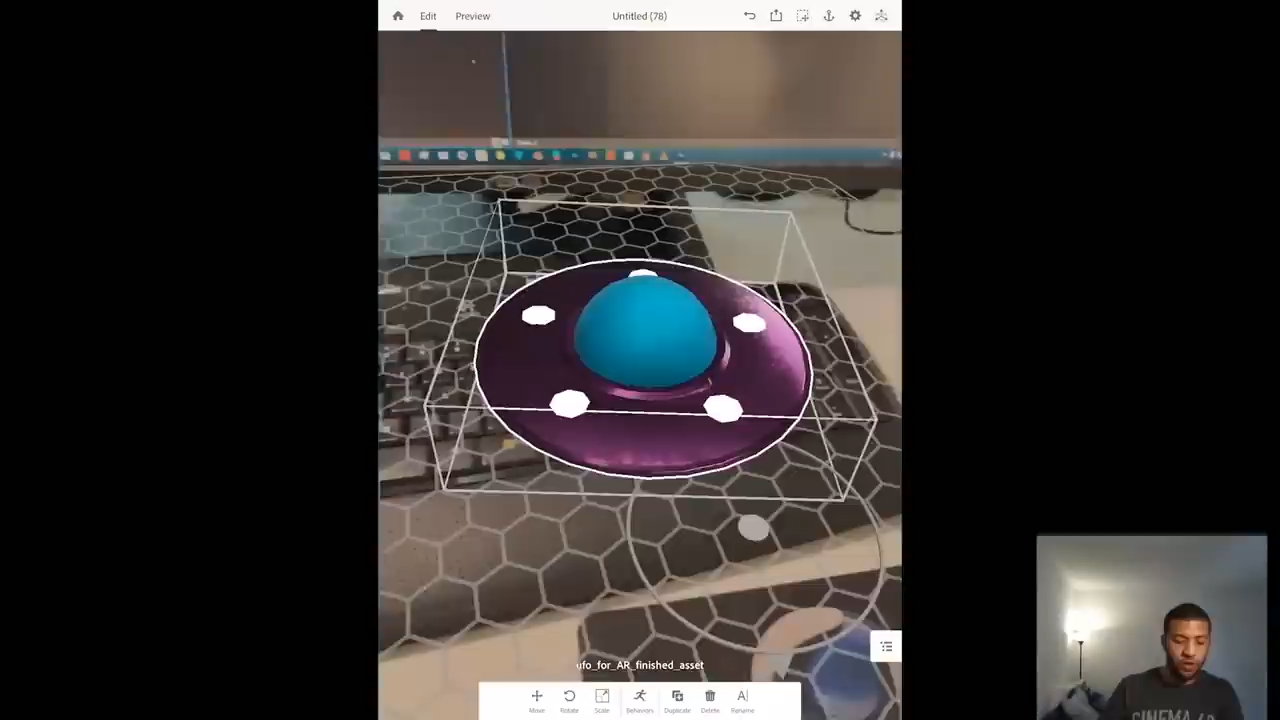 Edit
Preview
Untitled (78)
ufo_for_AR_finished_asset
Move
Rotate
Scale
Behaviors
Duplicate
Delete
Rename